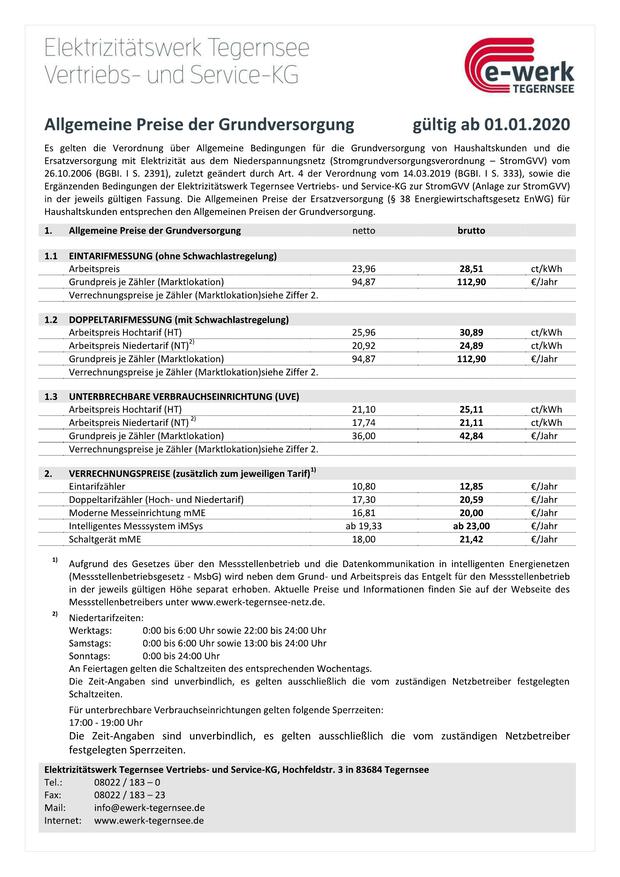 Elektrizitätswerk Tegernsee
Vertriebs- und Service-KG
e-werk
TEGERNSEE
Allgemeine Preise der Grundversorgung gültig ab 01.01.2020
Es gelten die Verordnung über Allgemeine Bedingungen für die Grundversorgung von Haushaltskunden und die
Ersatzversorgung mit Elektrizität aus dem Niederspannungsnetz (Stromgrundversorgungsverordnung – StromGVV) vom
26.10.2006 (BGBI. I S. 2391), zuletzt geändert durch Art. 4 der Verordnung vom 14.03.2019 (BGBI. I S. 333), sowie die
Ergänzenden Bedingungen der Elektrizitätswerk Tegernsee Vertriebs- und Service-KG zur StromGVV (Anlage zur StromGVV)
in der jeweils gültigen Fassung. Die Allgemeinen Preise der Ersatzversorgung (§ 38 Energiewirtschaftsgesetz EnWG) für
Haushaltskunden entsprechen den Allgemeinen Preisen der Grundversorgung.
1. Allgemeine Preise der Grundversorgung netto brutto
1.1 EINTARIFMESSUNG (ohne Schwachlastregelung)
Arbeitspreis 23,96 28,51 ct/kWh
Grundpreis je Zähler (Marktlokation) 94,87 112,90 €/Jahr
Verrechnungspreise je Zähler (Marktlokation)siehe Ziffer 2.
1.2 DOPPELTARIFMESSUNG (mit Schwachlastregelung)
Arbeitspreis Hochtarif (HT) 25,96 30,89 ct/kWh
Arbeitspreis Niedertarif (NT)2) 20,92 24,89 ct/kWh
Grundpreis je Zähler (Marktlokation) 94,87 112,90 €/Jahr
Verrechnungspreise je Zähler (Marktlokation)siehe Ziffer 2.
1.3 UNTERBRECHBARE VERBRAUCHSEINRICHTUNG (UVE)
Arbeitspreis Hochtarif (HT) 21,10 25,11 ct/kWh
Arbeitspreis Niedertarif (NT) 2) 17,74 21,11 ct/kWh
Grundpreis je Zähler (Marktlokation) 36,00 42,84 €/Jahr
Verrechnungspreise je Zähler (Marktlokation)siehe Ziffer 2.
2. VERRECHNUNGSPREISE (zusätzlich zum jeweiligen Tarif)1)
Eintarifzähler 10,80 12,85 €/Jahr
Doppeltarifzähler (Hoch- und Niedertarif) 17,30 20,59 €/Jahr
Moderne Messeinrichtung mME 16,81 20,00 €/Jahr
Intelligentes Messsystem iMSys ab 19,33 ab 23,00 €/Jahr
Schaltgerät mME 18,00 21,42 €/Jahr
1) Aufgrund des Gesetzes über den Messstellenbetrieb und die Datenkommunikation in intelligenten Energienetzen
(Messstellenbetriebsgesetz - MsbG) wird neben dem Grund- und Arbeitspreis das Entgelt für den Messstellenbetrieb
in der jeweils gültigen Höhe separat erhoben. Aktuelle Preise und Informationen finden Sie auf der Webseite des
Messstellenbetreibers unter www.ewerk-tegernsee-netz.de.
2) Niedertarifzeiten:
Werktags: 0:00 bis 6:00 Uhr sowie 22:00 bis 24:00 Uhr
Samstags: 0:00 bis 6:00 Uhr sowie 13:00 bis 24:00 Uhr
Sonntags: 0:00 bis 24:00 Uhr
An Feiertagen gelten die Schaltzeiten des entsprechenden Wochentags.
Die Zeit-Angaben sind unverbindlich, es gelten ausschließlich die vom zuständigen Netzbetreiber festgelegten
Schaltzeiten.
Für unterbrechbare Verbrauchseinrichtungen gelten folgende Sperrzeiten:
17:00 - 19:00 Uhr
Die Zeit-Angaben sind unverbindlich, es gelten ausschließlich die vom zuständigen Netzbetreiber
festgelegten Sperrzeiten.
Elektrizitätswerk Tegernsee Vertriebs- und Service-KG, Hochfeldstr. 3 in 83684 Tegernsee
Tel.: 08022 / 183 – 0
Fax: 08022 / 183 – 23
Mail: info@ewerk-tegernsee.de
Internet: www.ewerk-tegernsee.de